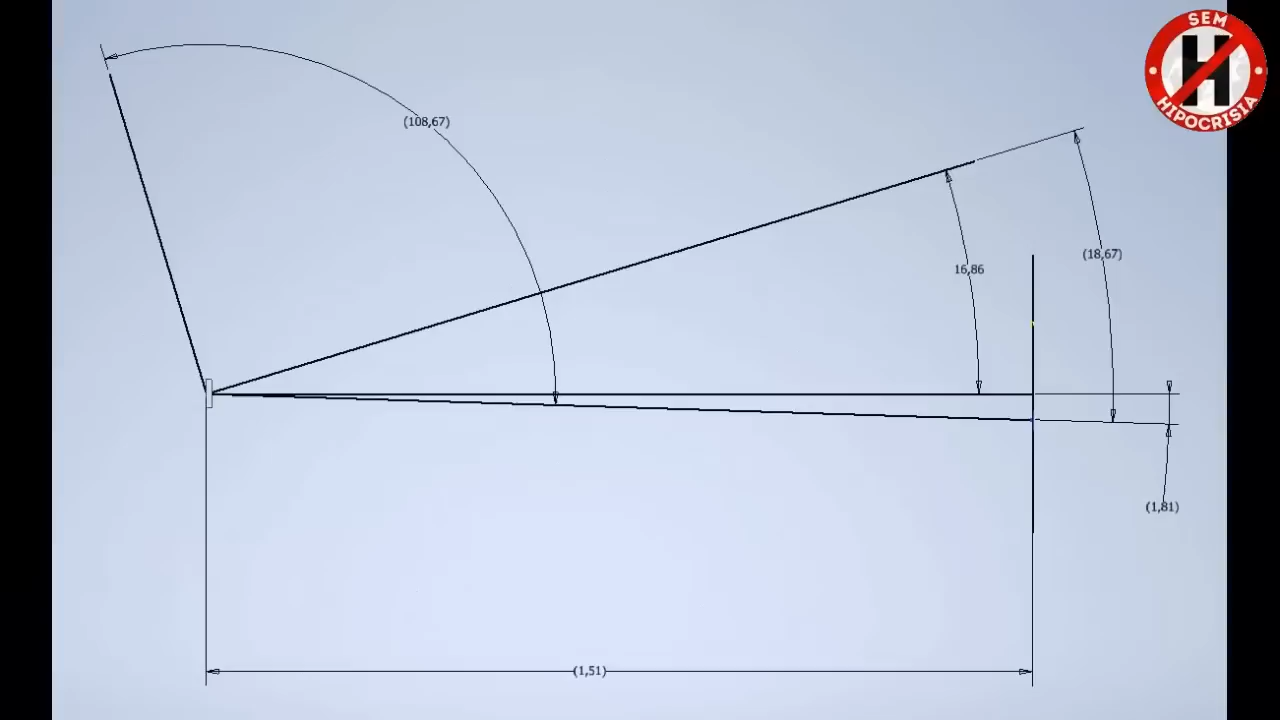 SEM
H
HIPOCRISIA
(108,67)
(18,67)
16,86
(1,81)
(1,51)